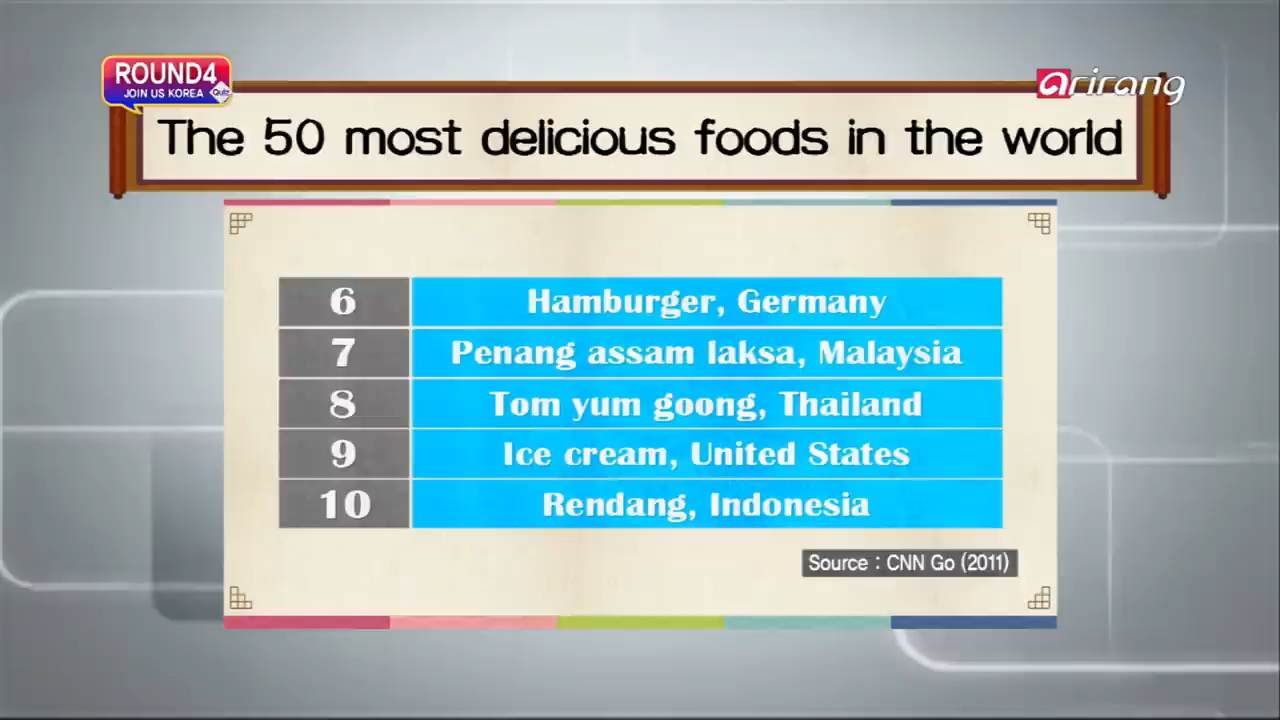 ROUND4
JOIN US KOREA Quiz
arirang
The 50 most delicious foods in the world
6 Hamburger, Germany
7 Penang assam laksa, Malaysia
8 Tom yum goong, Thailand
9 Ice cream, United States
10 Rendang, Indonesia
Source : CNN Go (2011)